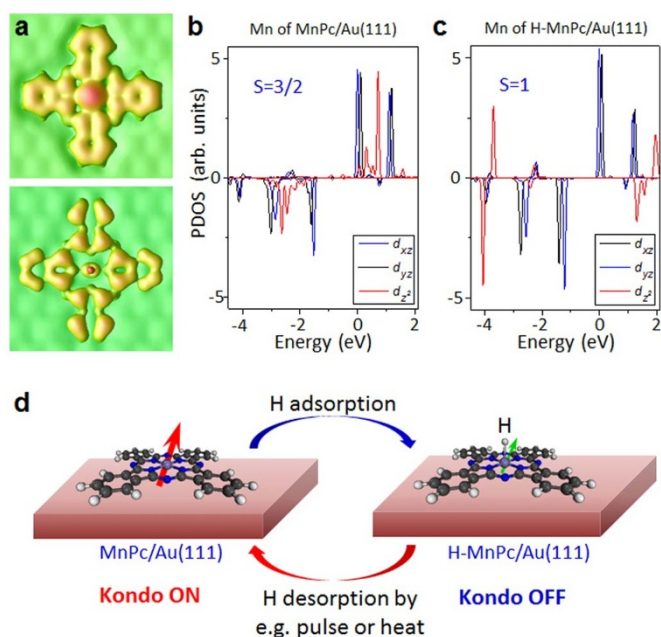 a
b
Mn of MnPc/Au(111)
c
Mn of H-MnPc/Au(111)
PDOS (arb. units)
5
0
-5
S=3/2
dxz
dyz
dz²
-4
-2
0
2
Energy (eV)
5
0
-5
S=1
dxz
dyz
dz²
-4
-2
0
2
Energy (eV)
d
H adsorption
H
MnPc/Au(111)
H-MnPc/Au(111)
Kondo ON
H desorption by
e.g. pulse or heat
Kondo OFF